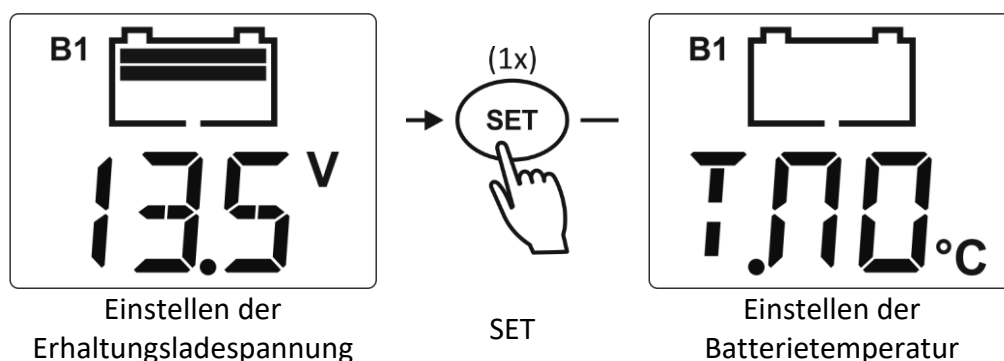 B1
13.5 V
Einstellen der
Erhaltungsladespannung
(1x)
SET
SET
B1
T.NO °C
Einstellen der
Batterietemperatur